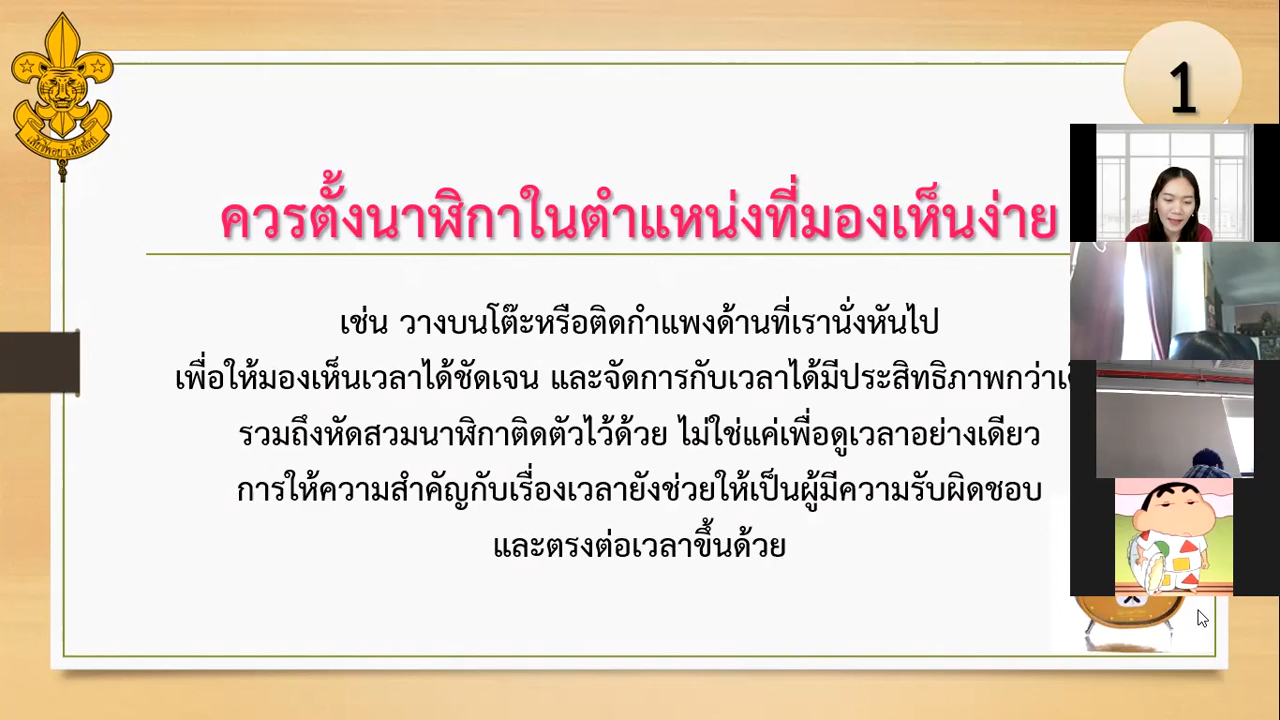 1
ควรตั้งนาฬิกาในตำแหน่งที่มองเห็นง่าย
เช่น วางบนโต๊ะหรือติดกำแพงด้านที่เรานั่งหันไป
เพื่อให้มองเห็นเวลาได้ชัดเจน และจัดการกับเวลาได้มีประสิทธิภาพกว่า
รวมถึงหัดสวมนาฬิกาติดตัวไว้ด้วย ไม่ใช่แค่เพื่อดูเวลาอย่างเดียว
การให้ความสำคัญกับเรื่องเวลายังช่วยให้เป็นผู้มีความรับผิดชอบ
และตรงต่อเวลาขึ้นด้วย